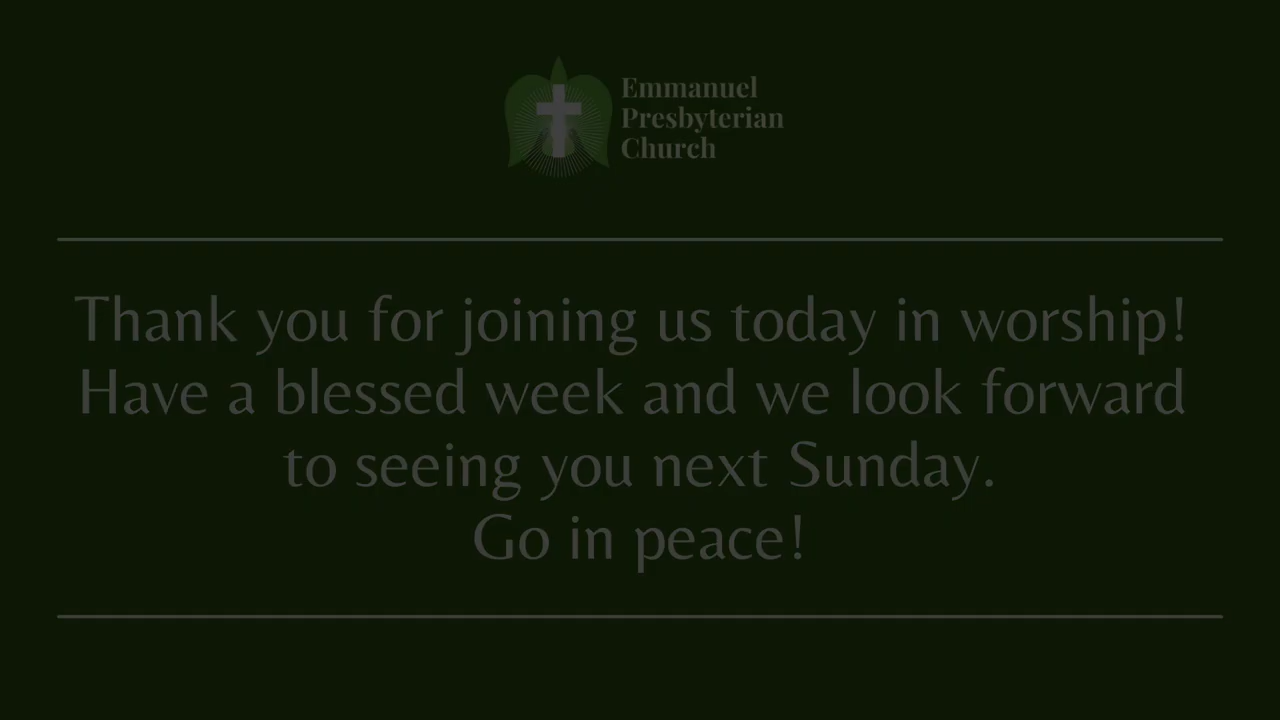 Emmanuel
Presbyterian
Church
Thank you for joining us today in worship!
Have a blessed week and we look forward
to seeing you next Sunday.
Go in peace!